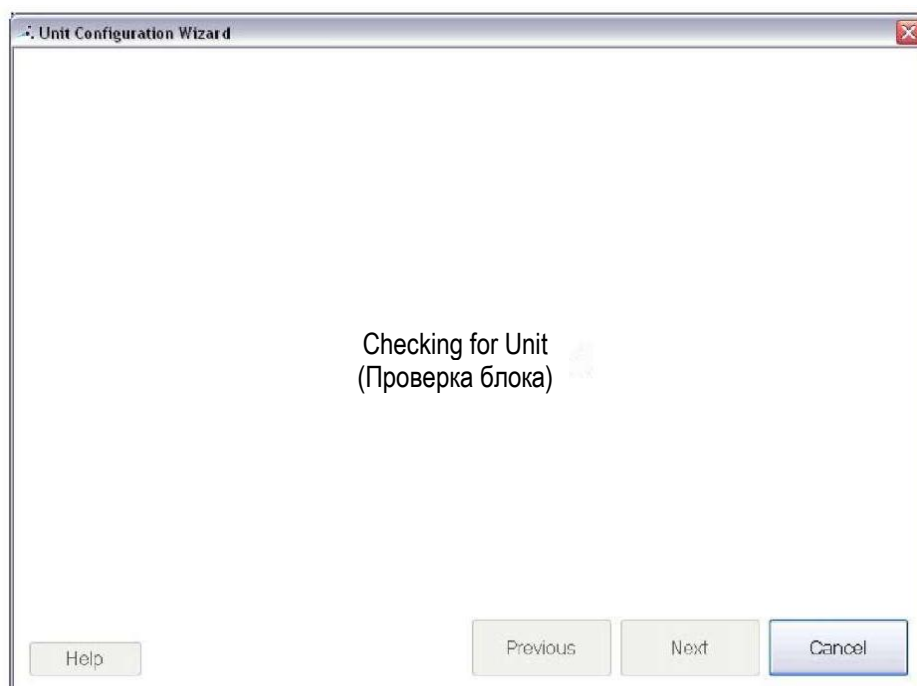 Unit Configuration Wizard
Checking for Unit
(Проверка блока)
Help
Previous
Next
Cancel